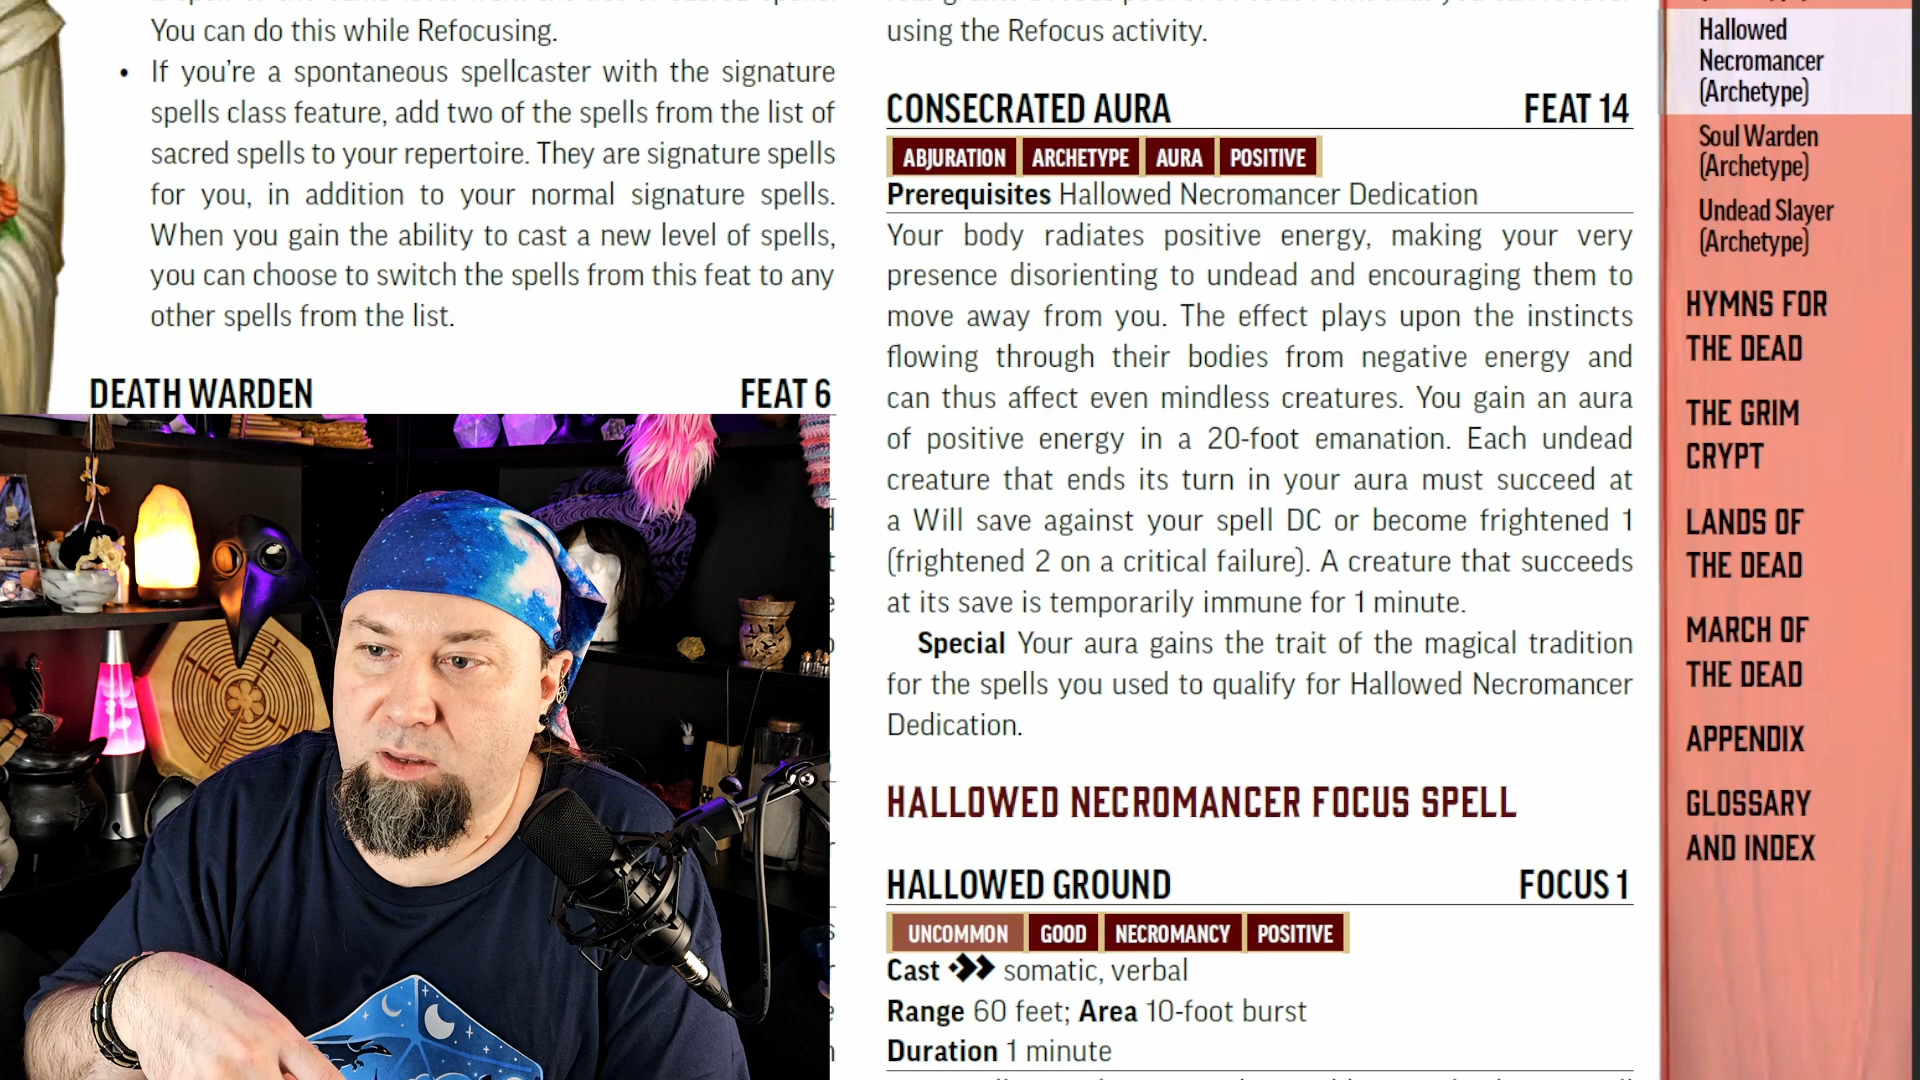 You can do this while Refocusing.
• If you're a spontaneous spellcaster with the signature
spells class feature, add two of the spells from the list of
sacred spells to your repertoire. They are signature spells
for you, in addition to your normal signature spells.
When you gain the ability to cast a new level of spells,
you can choose to switch the spells from this feat to any
other spells from the list.
DEATH WARDEN FEAT 6
using the Refocus activity.
CONSECRATED AURA FEAT 14
ABJURATION ARCHETYPE AURA POSITIVE
Prerequisites Hallowed Necromancer Dedication
Your body radiates positive energy, making your very
presence disorienting to undead and encouraging them to
move away from you. The effect plays upon the instincts
flowing through their bodies from negative energy and
can thus affect even mindless creatures. You gain an aura
of positive energy in a 20-foot emanation. Each undead
creature that ends its turn in your aura must succeed at
a Will save against your spell DC or become frightened 1
(frightened 2 on a critical failure). A creature that succeeds
at its save is temporarily immune for 1 minute.
Special Your aura gains the trait of the magical tradition
for the spells you used to qualify for Hallowed Necromancer
Dedication.
HALLOWED NECROMANCER FOCUS SPELL
HALLOWED GROUND FOCUS 1
UNCOMMON GOOD NECROMANCY POSITIVE
Cast somatic, verbal
Range 60 feet; Area 10-foot burst
Duration 1 minute
Hallowed
Necromancer
(Archetype)
Soul Warden
(Archetype)
Undead Slayer
(Archetype)
HYMNS FOR
THE DEAD
THE GRIM
CRYPT
LANDS OF
THE DEAD
MARCH OF
THE DEAD
APPENDIX
GLOSSARY
AND INDEX